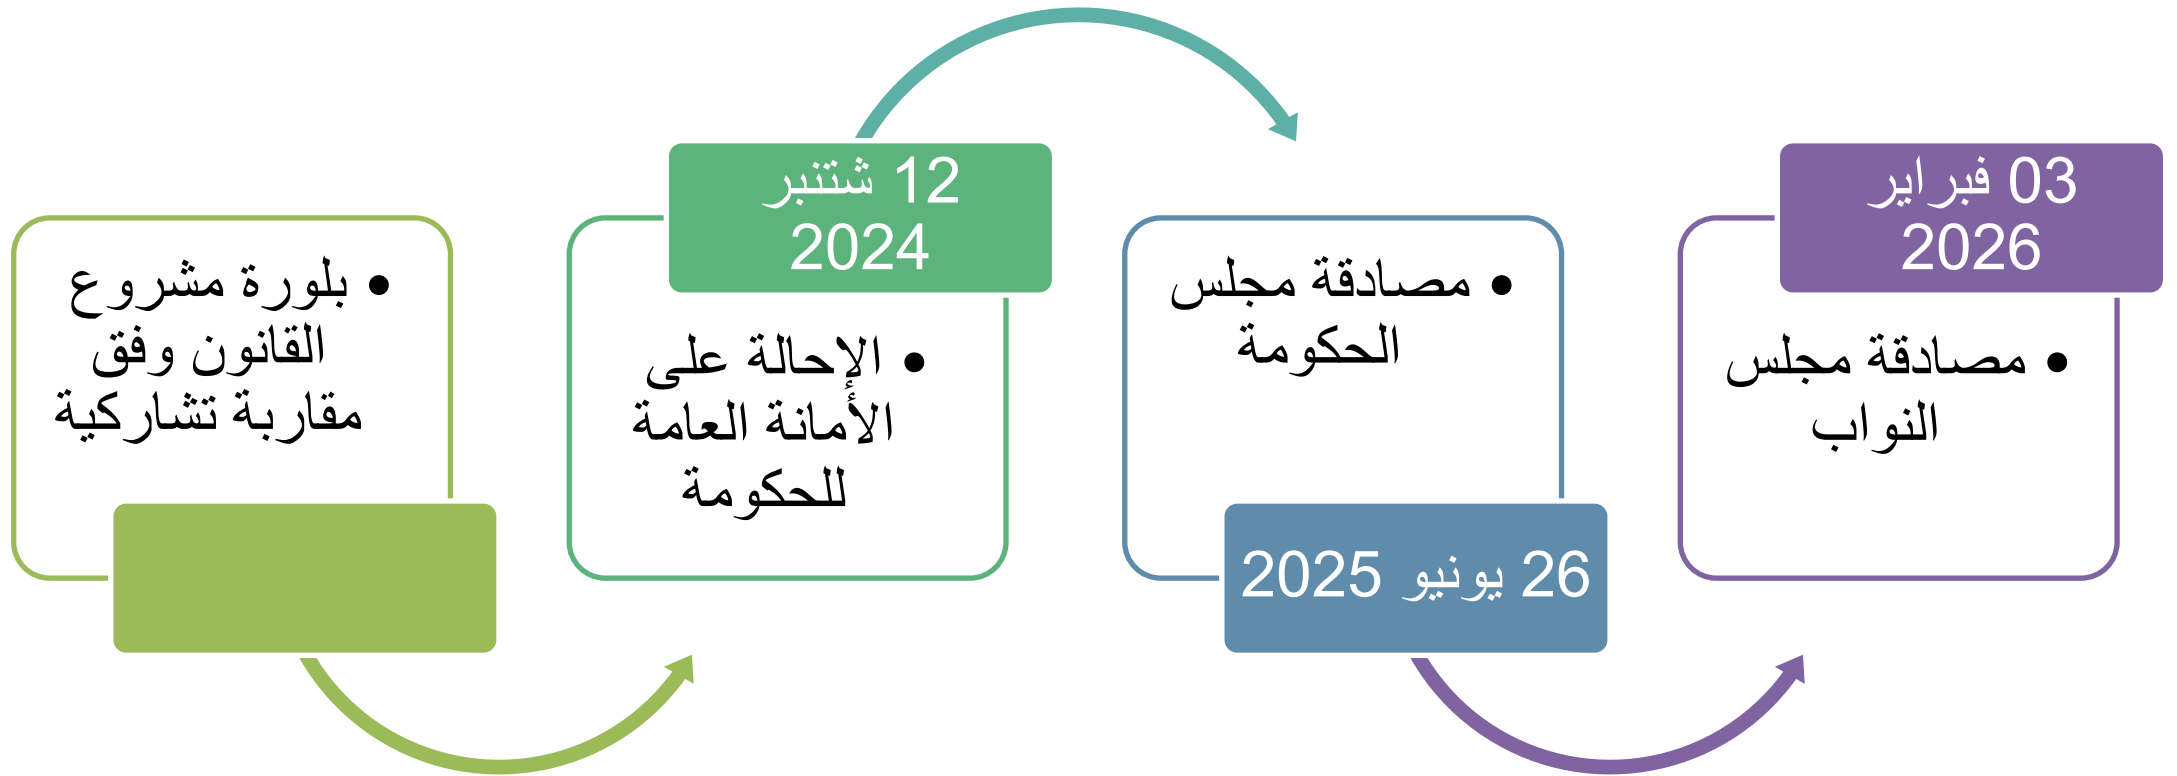 • بلورة مشروع
القانون وفق
مقاربة تشاركية
12 شتنبر
2024
• الإحالة على
الأمانة العامة
للحكومة
• مصادقة مجلس
الحكومة
26 يونيو 2025
03 فبراير
2026
• مصادقة مجلس
النواب